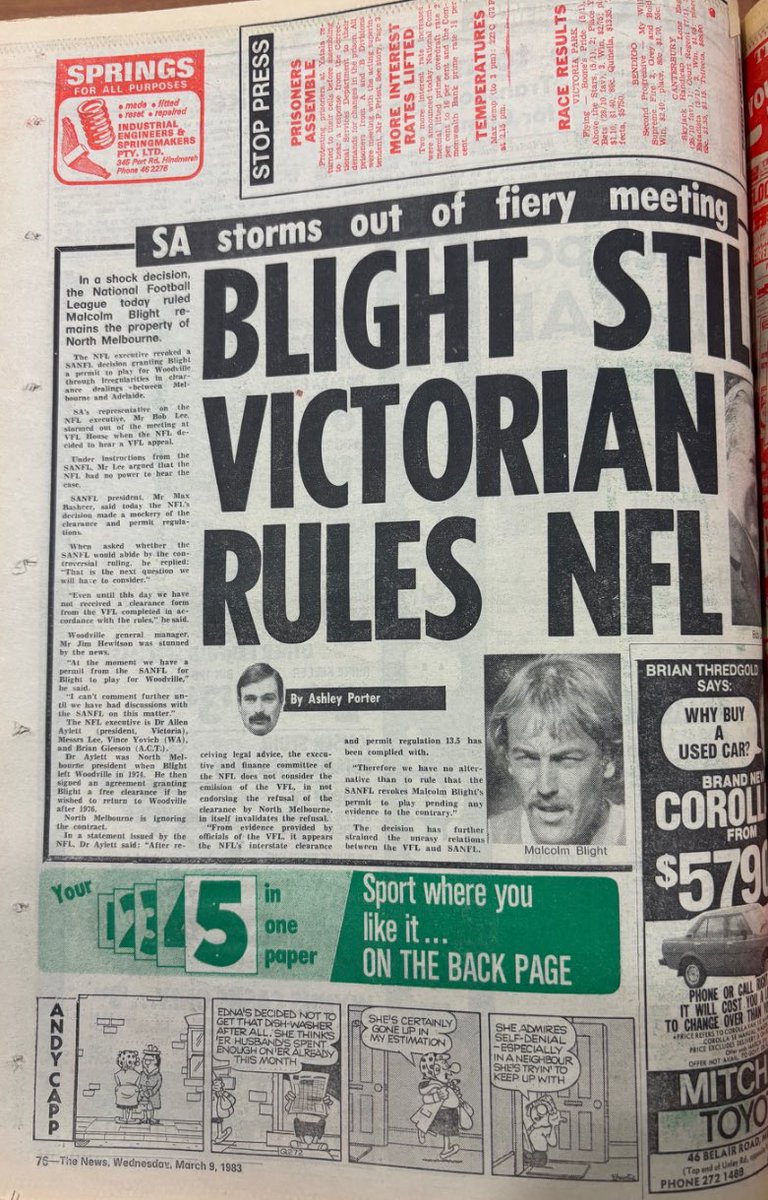 SPRINGS
FOR ALL PURPOSES
• made • fitted
• reset • repaired
INDUSTRIAL
ENGINEERS &
SPRINGMAKERS
PTY. LTD.
345 Port Rd, Hindmarsh
Phone 46 2276
STOP PRESS
PRISONERS
ASSEMBLE
MORE INTEREST
RATES LIFTED
TEMPERATURES
RACE RESULTS
VICTORIA PARK
BENDIGO
SA storms out of fiery meeting
BLIGHT STIL
VICTORIAN
RULES NFL
In a shock decision,
the National Football
League today ruled
Malcolm Blight re-
mains the property of
North Melbourne.
The NFL executive revoked a
SANFL decision granting Blight
a permit to play for Woodville
through irregularities in clear-
ance dealings between Mel-
bourne and Adelaide.
SA's representative on the
NFL executive, Mr Bob Lee,
stormed out of the meeting at
VFL House when the NFL de-
cided to hear a VFL appeal.
Under instructions from the
SANFL, Mr Lee argued that the
NFL had no power to hear the
case.
SANFL president, Mr Max
Basheer, said today the NFL's
decision made a mockery of the
clearance and permit regula-
tions.
When asked whether the
SANFL would abide by the con-
troversial ruling, he replied:
"That is the next question we
will have to consider."
"Even until this day we have
not received a clearance form
from the VFL completed in ac-
cordance with the rules," he said.
Woodville general manager,
Mr Jim Hewitson was stunned
by the news.
"At the moment we have a
permit from the SANFL for
Blight to play for Woodville,"
he said.
"I can't comment further un-
til we have had discussions with
the SANFL on this matter."
The NFL executive is Dr Allen
Aylett (president, Victoria),
Messrs Lee, Vince Yovich (WA),
and Brian Gleeson (A.C.T.).
Dr Aylett was North Mel-
bourne president when Blight
left Woodville in 1974. He then
signed an agreement granting
Blight a free clearance if he
wished to return to Woodville
after 1976.
North Melbourne is ignoring
the contract.
In a statement issued by the
NFL, Dr Aylett said: "After re-
By Ashley Porter
ceiving legal advice, the execu-
tive and finance committee of
the NFL does not consider the
emission of the VFL, in not
endorsing the refusal of the
clearance by North Melbourne,
in itself invalidates the refusal.
"From evidence provided by
officials of the VFL, it appears
the NFL's interstate clearance
and permit regulation 13.5 has
been complied with.
"Therefore we have no alter-
native than to rule that the
SANFL revokes Malcolm Blight's
permit to play pending any
evidence to the contrary."
The decision has further
strained the uneasy relations
between the VFL and SANFL.
Malcolm Blight
BRIAN THREDGOLD
SAYS:
WHY BUY
A
USED CAR?
BRAND NEW
COROLL
FROM
$579
PHONE OR CALL
IT WILL COST YOU A
TO CHANGE OVER THAN
MITCH
TOYO
46 BELAIR ROAD,
(Top end of Unley Rd,
PHONE 272 1488
Your
1 2 3 4 5
in
one
paper
Sport where you
like it...
ON THE BACK PAGE
ANDY CAPP
EDNA'S DECIDED NOT TO
GET THAT DISH-WASHER
AFTER ALL. SHE THINKS
'ER HUSBAND'S SPENT
ENOUGH ON 'ER ALREADY
THIS MONTH
SHE'S CERTAINLY
GONE UP IN
MY ESTIMATION
SHE ADMIRES
SELF-DENIAL
— ESPECIALLY
IN A NEIGHBOUR
SHE'S TRYIN' TO
KEEP UP WITH
76—The News, Wednesday, March 9, 1983